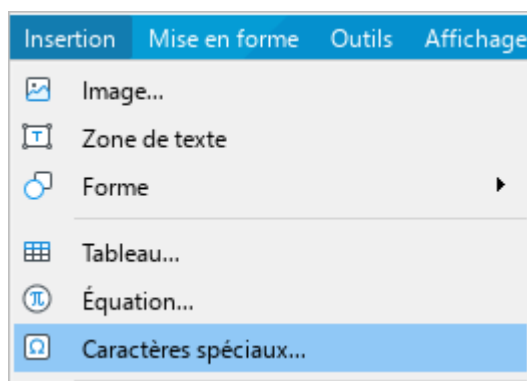 Insertion Mise en forme Outils Affichage
Image...
Zone de texte
Forme
Tableau...
Équation...
Caractères spéciaux...